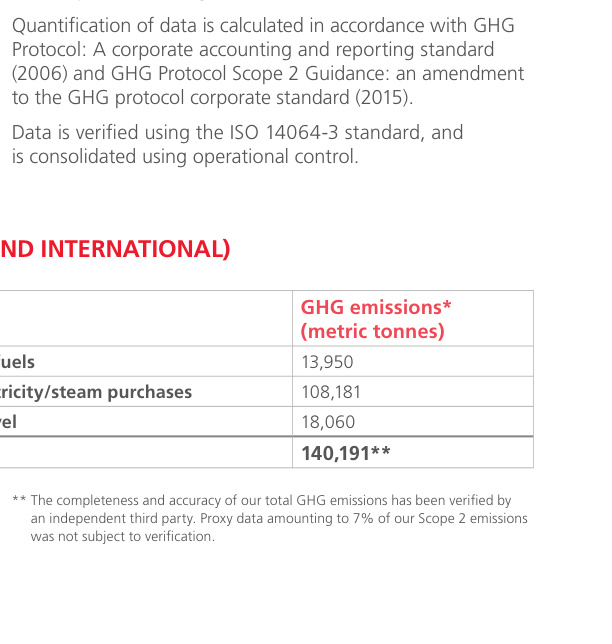 Quantification of data is calculated in accordance with GHG
Protocol: A corporate accounting and reporting standard
(2006) and GHG Protocol Scope 2 Guidance: an amendment
to the GHG protocol corporate standard (2015).
Data is verified using the ISO 14064-3 standard, and
is consolidated using operational control.
ND INTERNATIONAL)
GHG emissions*
(metric tonnes)
uels 13,950
ricity/steam purchases 108,181
vel 18,060
140,191**
** The completeness and accuracy of our total GHG emissions has been verified by
an independent third party. Proxy data amounting to 7% of our Scope 2 emissions
was not subject to verification.